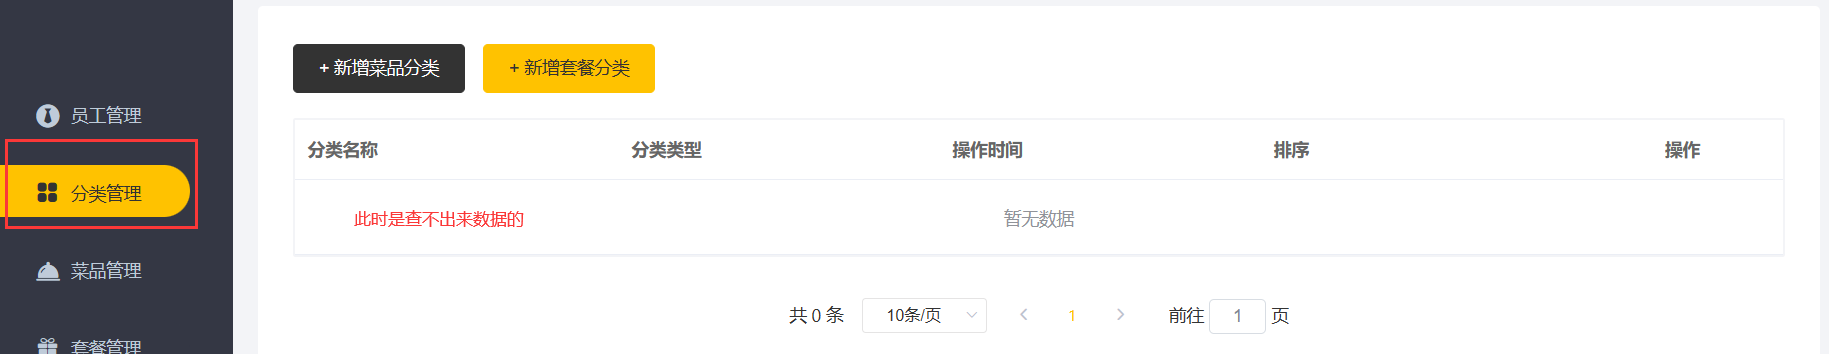 员工管理
分类管理
菜品管理
套餐管理
+ 新增菜品分类 + 新增套餐分类
分类名称 分类类型 操作时间 排序 操作
此时是查不出来数据的 暂无数据
共 0 条 10条/页 1 前往 1 页